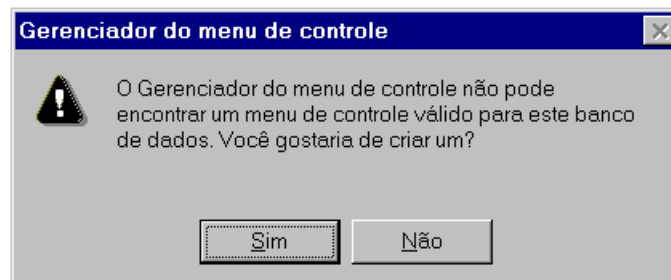 Gerenciador do menu de controle
O Gerenciador do menu de controle não pode
encontrar um menu de controle válido para este banco
de dados. Você gostaria de criar um?
Sim Não